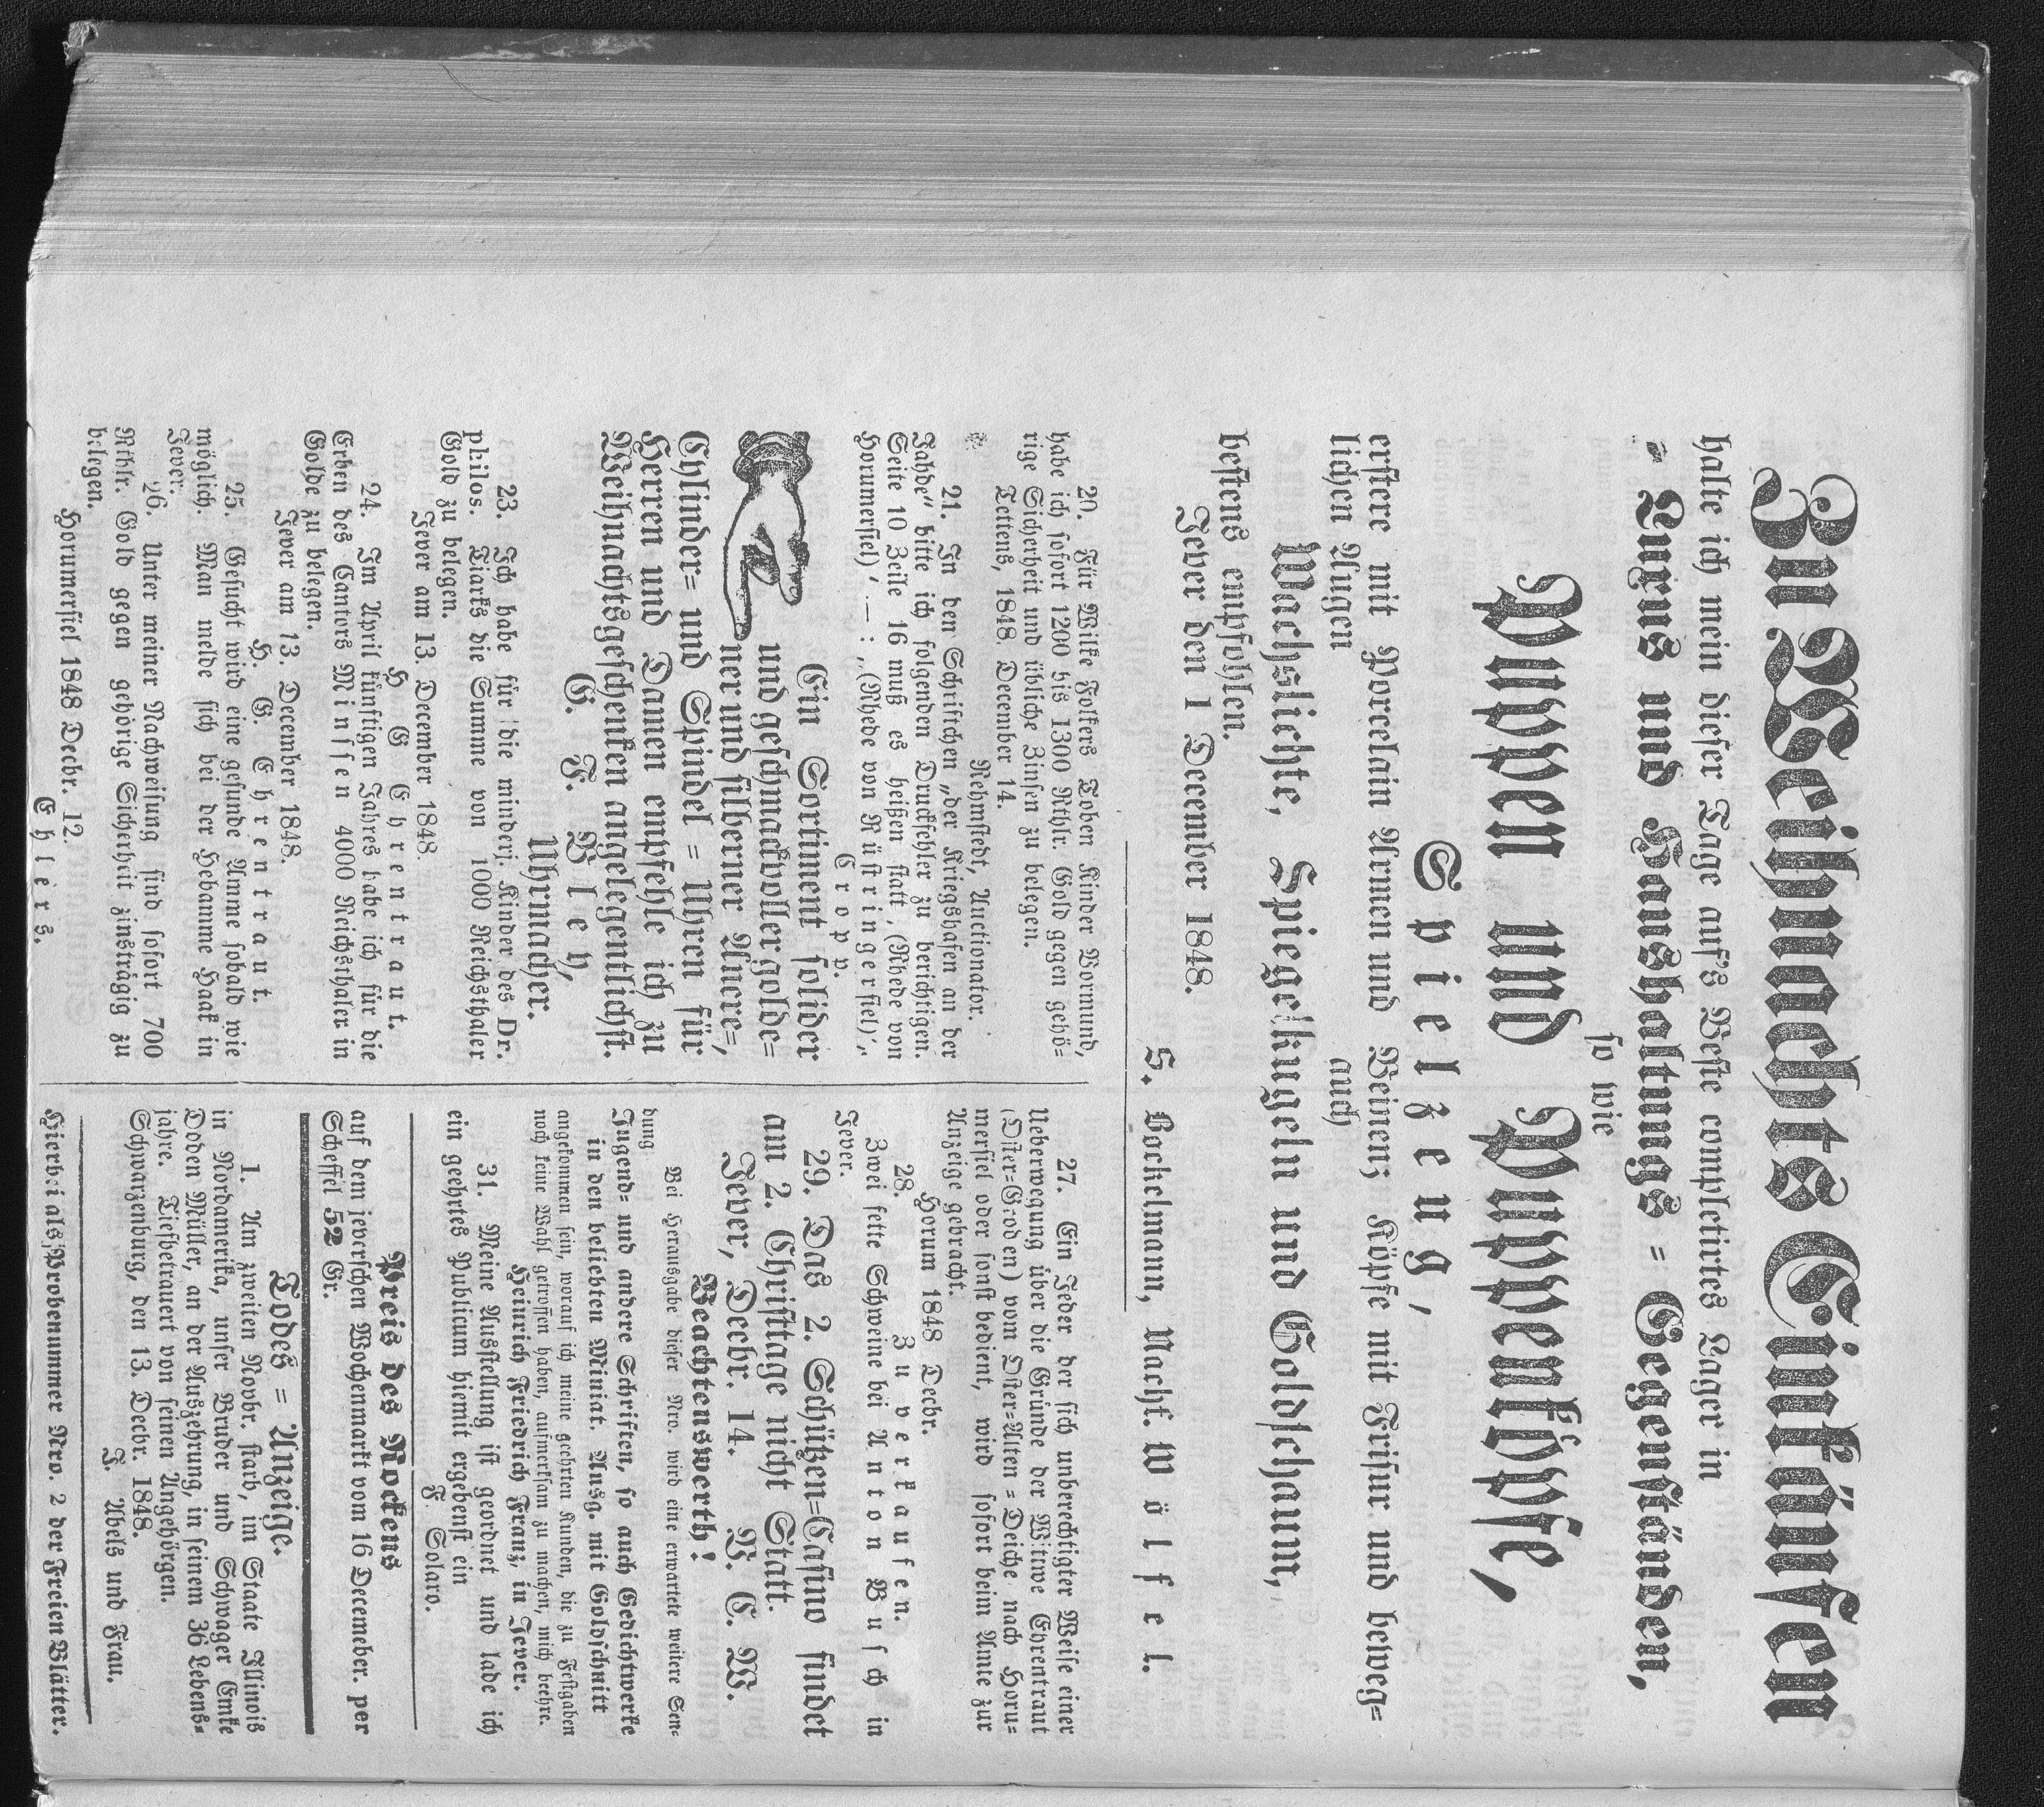 Zu Weihnachts Einkäufen
halte ich mein dieser Tage auf's Beste completirtes Lager in
Luxus und Haushaltungs = Gegenständen,
so wie
Puppen und Puppenköpfe,
Spielzeug,
erstere mit Porcelain Armen und Beinen; Köpfe mit Frisur und beweg=
lichen Augen
auch
Wachslichte, Spiegelkugeln und Goldschaum,
bestens empfohlen.
Jever den 1 December 1848.
S. Bockelmann, Nachf. Wölfel.
20. Für Wilke Folkers Toben Kinder Vormund,
habe ich sofort 1200 bis 1300 Rthlr. Gold gegen gehö=
rige Sicherheit und übliche Zinsen zu belegen.
Tettens, 1848. December 14.
Rehmstedt, Auctionator.
21. In den Schriftchen „der Kriegshafen an der
Jahde" bitte ich folgenden Druckfehler zu berichtigen.
Seite 10 Zeile 16 muß es heißen statt ,(Rhede von
Horummersiel)' — : „(Rhede von Rüstringersiel)',
Cropp.
Ein Sortiment solider
und geschmackvoller golde=
ner und silberner Ancre=,
Cylinder= und Spindel = Uhren für
Herren und Damen empfehle ich zu
Weihnachtsgeschenken angelegentlichst.
E. F. Bley,
Uhrmacher.
23. Ich habe für die minderj. Kinder des Dr.
philos. Tiarks die Summe von 1000 Reichsthaler
Gold zu belegen.
Jever am 13. December 1848.
H G Ehrentraut.
24. Im April künftigen Jahres habe ich für die
Erben des Cantors Minssen 4000 Reichsthaler in
Golde zu belegen.
Jever am 13. December 1848.
H. G. Ehrentraut.
25. Gesucht wird eine gesunde Amme sobald wie
möglich. Man melde sich bei der Hebamme Haak in
Jever.
26. Unter meiner Nachweisung sind sofort 700
Rthlr. Gold gegen gehörige Sicherheit zinsträgig zu
belegen.
Horummersiel 1848 Decbr. 12.
Ehlers.
27. Ein Jeder der sich unberechtigter Weise einer
Ueberwegung über die Gründe der Witwe Ehrentraut
(Oster=Groden) vom Oster=Alten = Deiche nach Horu=
mersiel oder sonst bedient, wird sofort beim Amte zur
Anzeige gebracht.
Horum 1848 Decbr.
28. Zu verkaufen.
Zwei fette Schweine bei Anton Busch in
Jever.
29. Das 2. Schützen=Casino findet
am 2. Christtage nicht Statt.
Jever, Decbr. 14. B. C. W.
Beachtenswerth!
Bei Herausgabe dieser Nro. wird eine erwartete weitere Sen=
dung
Jugend= und andere Schriften, so auch Gedichtwerke
in den beliebten Miniat. Ausg. mit Goldschnitt
angekommen sein, worauf ich meine geehrten Kunden, die zu Festgaben
noch keine Wahl getroffen haben, aufmerksam zu machen, mich beehre.
Heinrich Friedrich Franz, in Jever.
31. Meine Ausstellung ist geordnet und lade ich
ein geehrtes Publicum hiemit ergebenst ein
F. Solaro.
Preis des Rockens
auf dem jeverschen Wochenmarkt vom 16 Decemeber. per
Scheffel 52 Gr.
Todes = Anzeige.
1. Am zweiten Novbr. starb, im Staate Illinois
in Nordamerika, unser Bruder und Schwager Emke
Doden Müller, an der Auszehrung, in seinem 36 Lebens=
jahre. Tiefbetrauert von seinen Angehörgen.
Schwarzenburg, den 13. Decbr. 1848.
J. Abels und Frau.
Hierbei als Probenummer Nro. 2 der Freien Blätter.